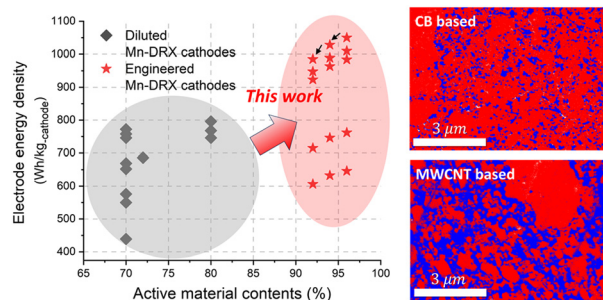 1100
1000
900
800
700
600
500
400
Electrode energy density
(Wh/kg-cathode)
Diluted
Mn-DRX cathodes
Engineered
Mn-DRX cathodes
This work
65 70 75 80 85 90 95 100
Active material contents (%)
CB based
3 μm
MWCNT based
3 μm